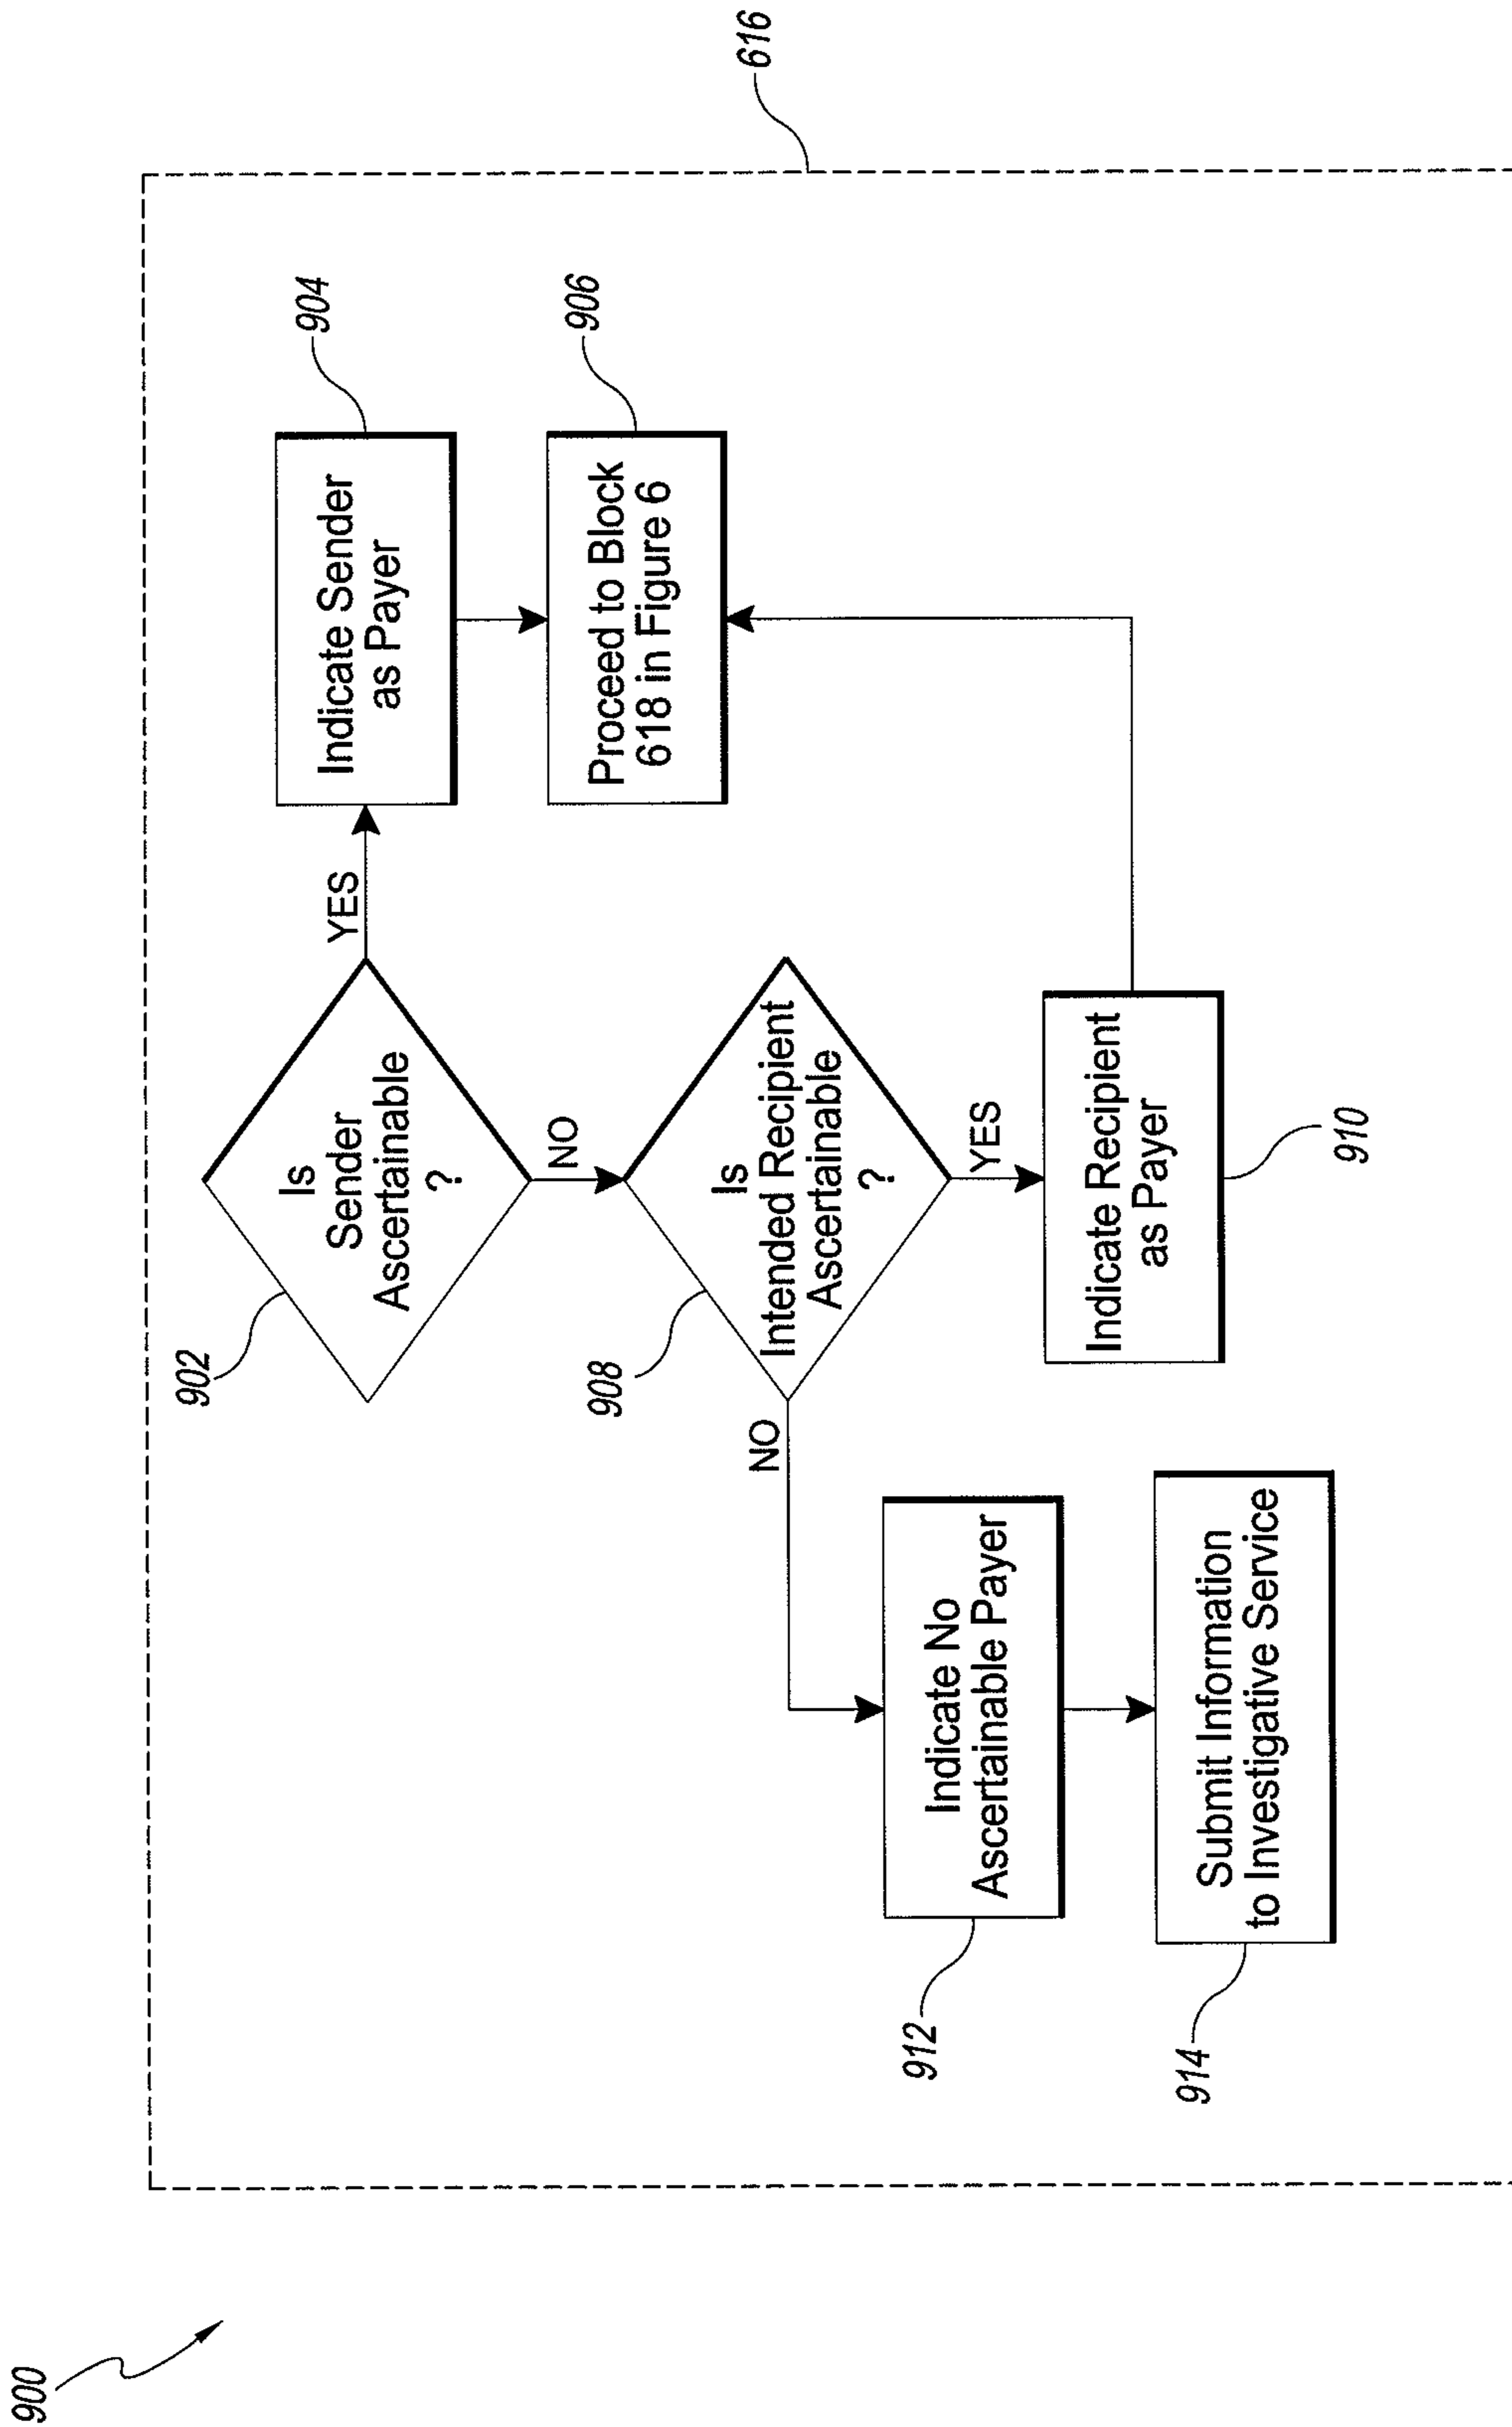 900
616
902
Is
Sender
Ascertainable
?
YES
Indicate Sender
as Payer
904
NO
Proceed to Block
618 in Figure 6
906
908
Is
Intended Recipient
Ascertainable
?
NO
YES
Indicate No
Ascertainable Payer
912
Indicate Recipient
as Payer
910
Submit Information
to Investigative Service
914